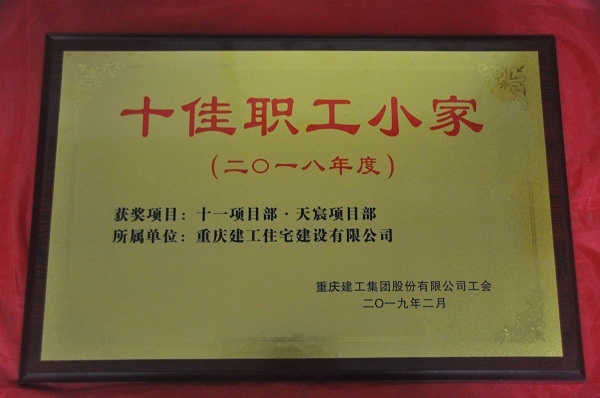 十佳职工小家
(二〇一八年度)
获奖项目：十一项目部·天宸项目部
所属单位：重庆建工住宅建设有限公司
重庆建工集团股份有限公司工会
二〇一九年二月